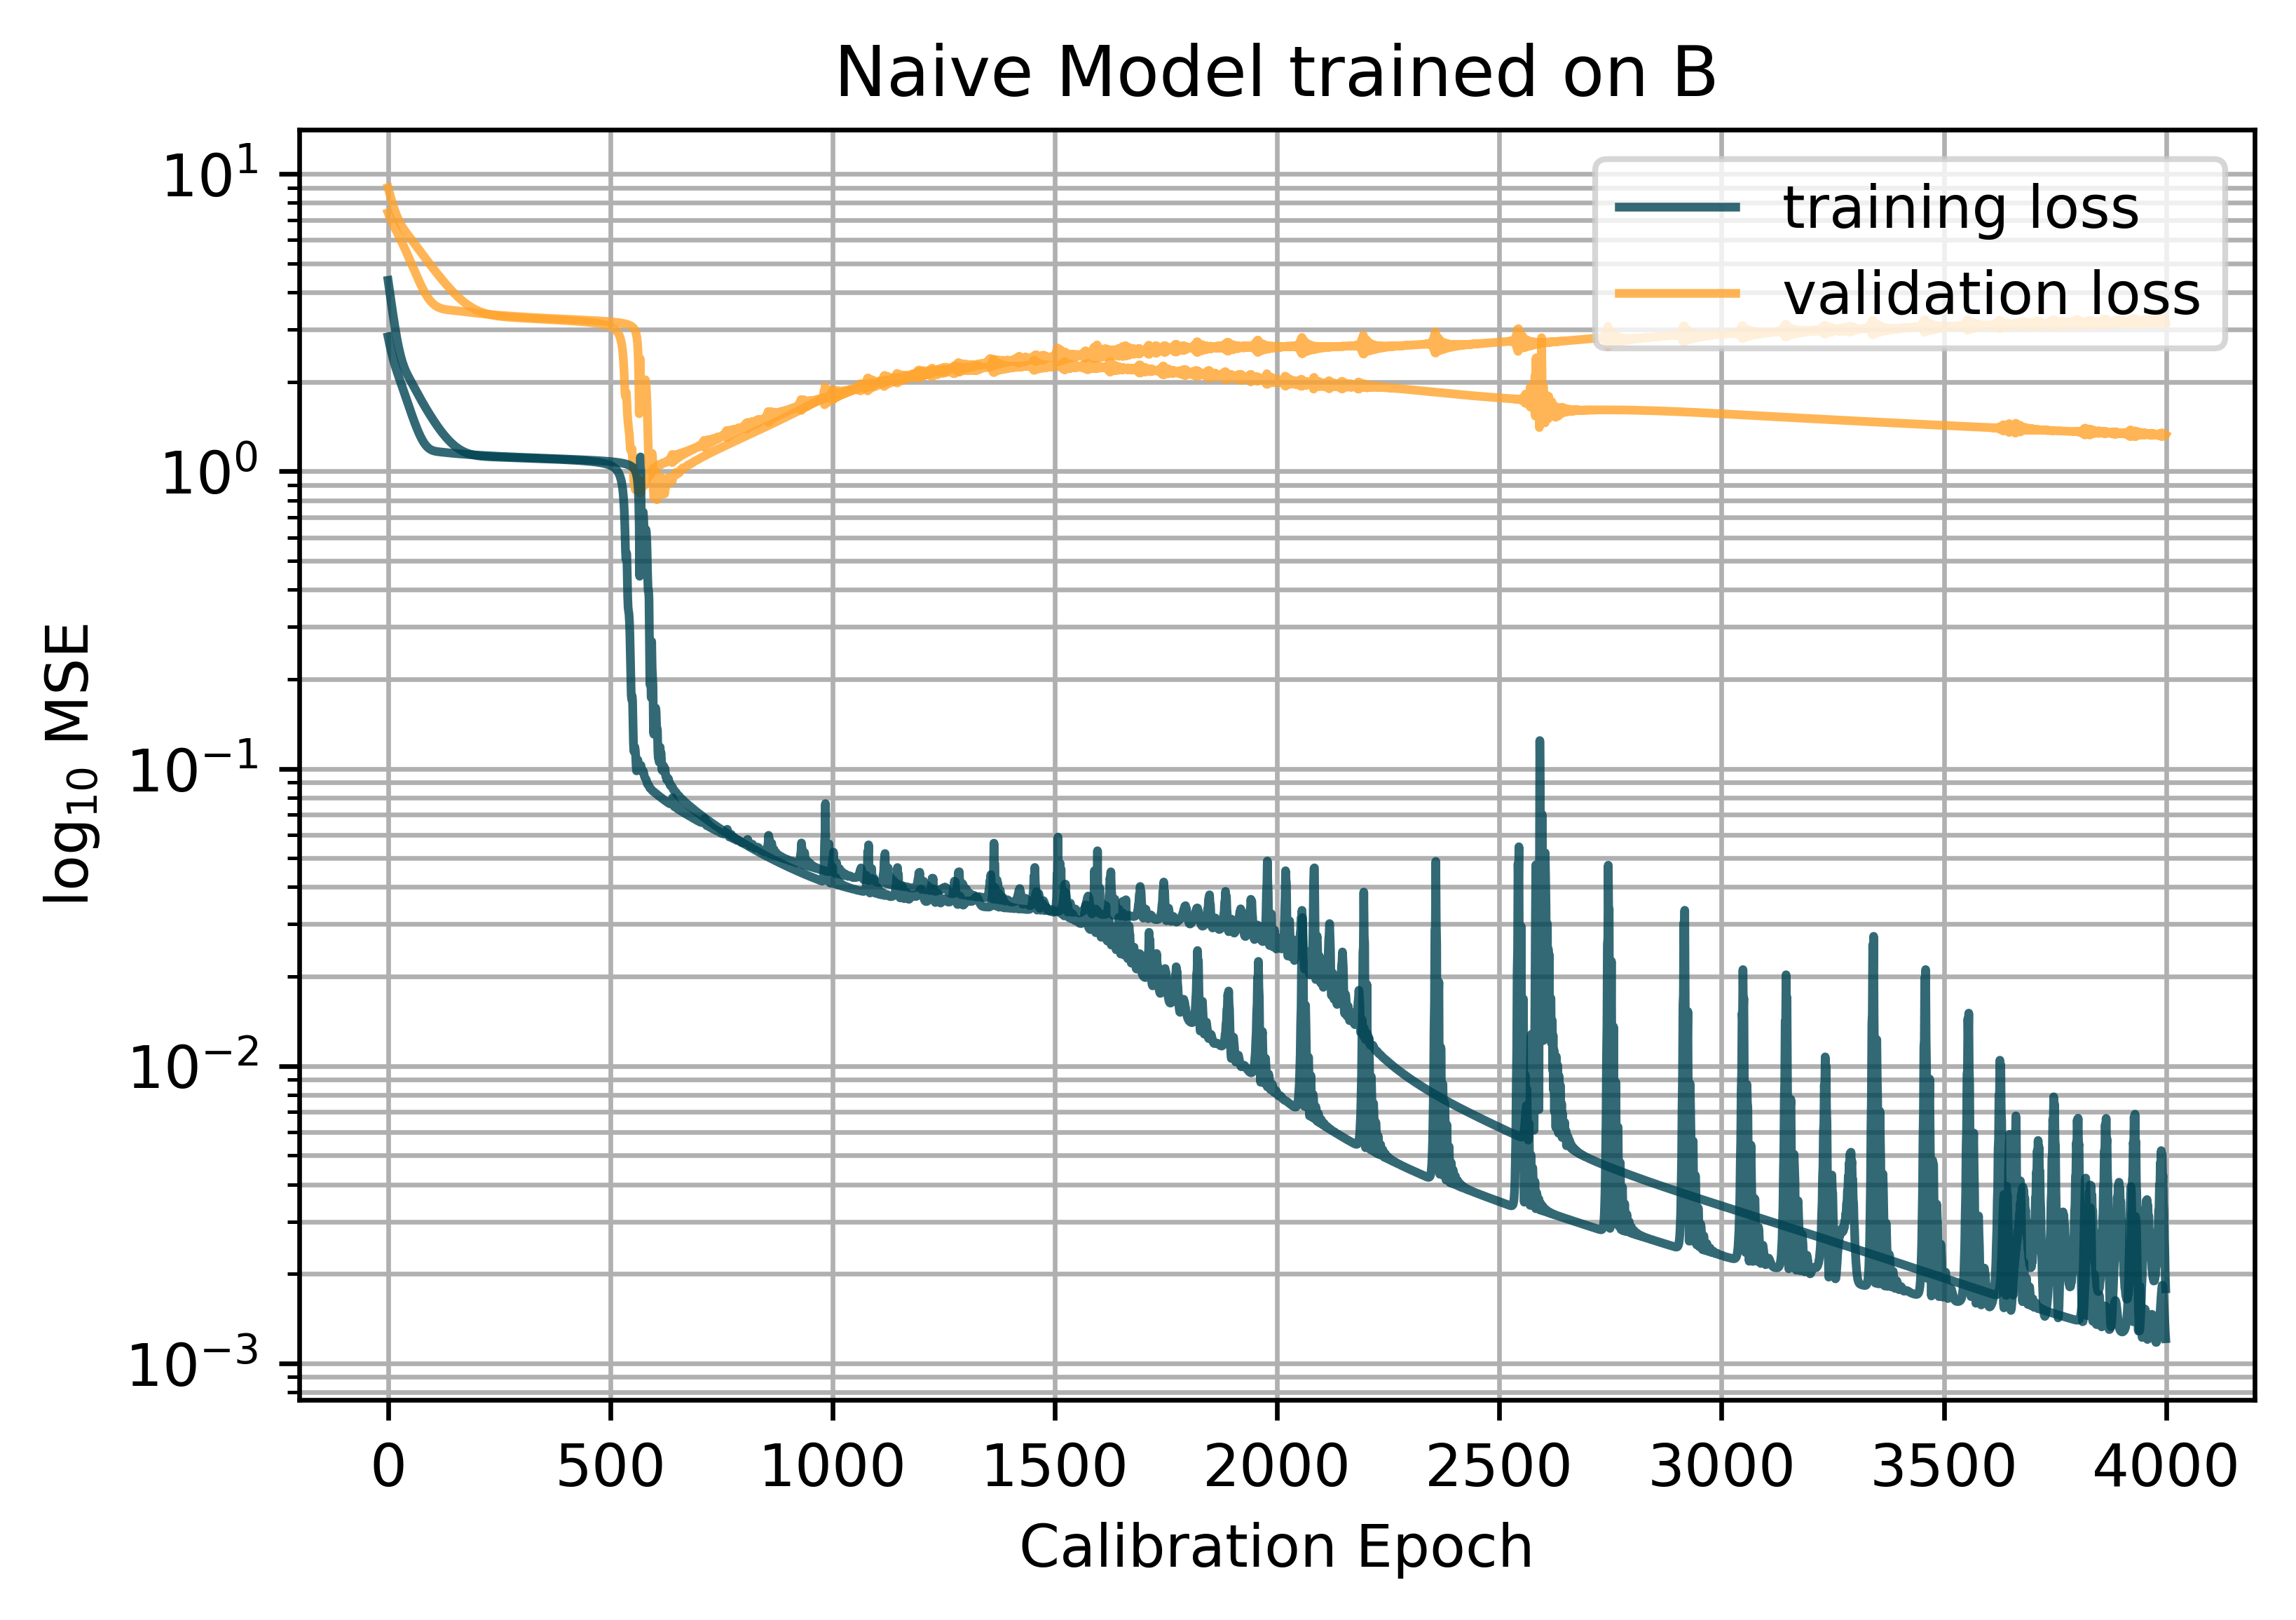 Naive Model trained on B
training loss
validation loss
log₁₀ MSE
10¹
10⁰
10⁻¹
10⁻²
10⁻³
0 500 1000 1500 2000 2500 3000 3500 4000
Calibration Epoch